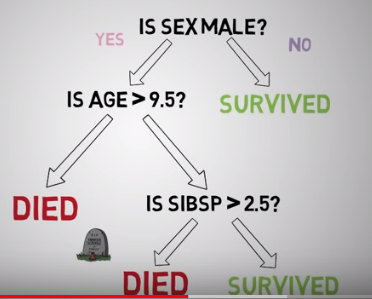 IS SEX MALE?
YES
NO
IS AGE > 9.5?
SURVIVED
DIED
IS SIBSP > 2.5?
DIED
SURVIVED